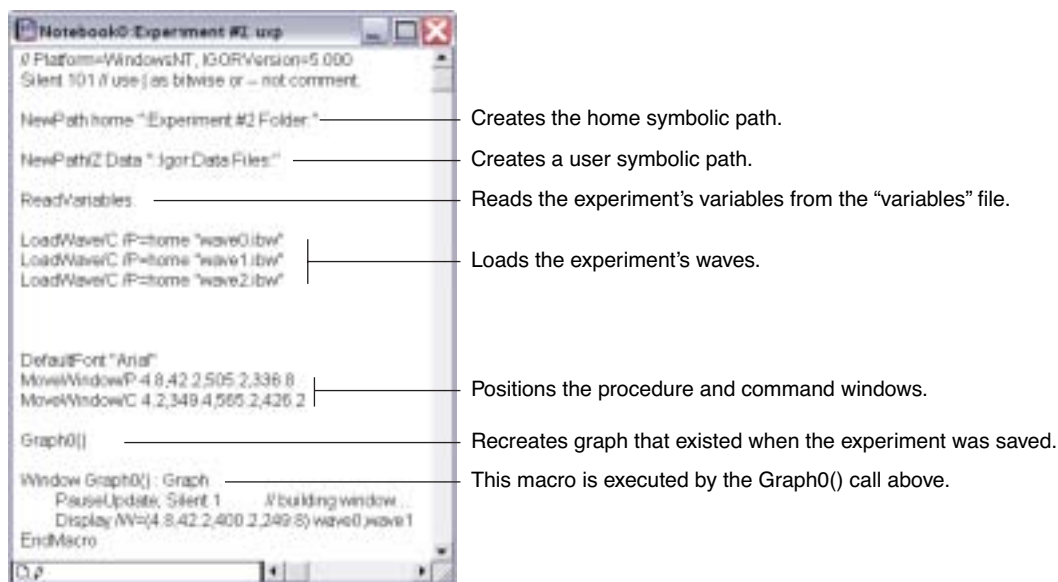 Notebook0:Experiment #2.uxp
// Platform=WindowsNT, IGORVersion=5.000
Silent 101 // use | as bitwise or -- not comment.
NewPath home ":Experiment #2 Folder:"
Creates the home symbolic path.
NewPath/Z Data "::Igor Data Files:"
Creates a user symbolic path.
ReadVariables
Reads the experiment’s variables from the “variables” file.
LoadWave/C /P=home "wave0.ibw"
LoadWave/C /P=home "wave1.ibw"
LoadWave/C /P=home "wave2.ibw"
Loads the experiment’s waves.
DefaultFont "Arial"
MoveWindow/P 4.8,42.2,505.2,336.8
MoveWindow/C 4.2,349.4,565.2,426.2
Positions the procedure and command windows.
Graph0()
Recreates graph that existed when the experiment was saved.
Window Graph0() : Graph
This macro is executed by the Graph0() call above.
PauseUpdate; Silent 1 // building window...
Display /W=(4.8,42.2,400.2,249.8) wave0,wave1
EndMacro